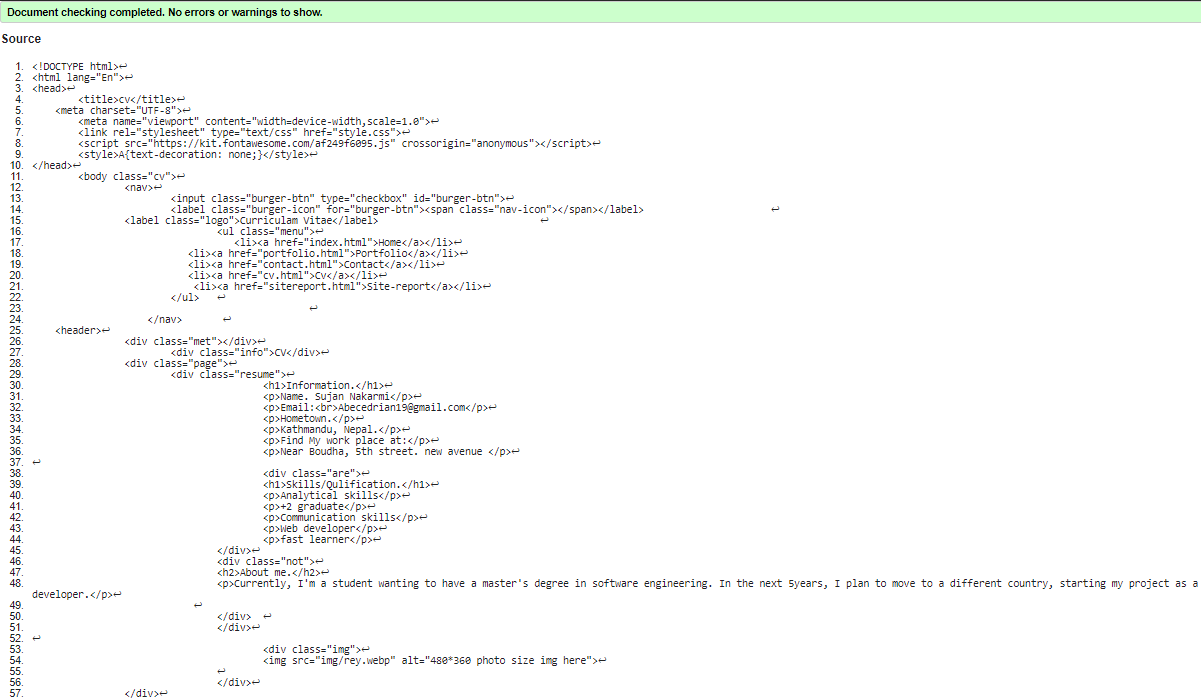 Document checking completed. No errors or warnings to show.
Source
1. <!DOCTYPE html>↩
2. <html lang="En">↩
3. <head>↩
4. <title>cv</title>↩
5. <meta charset="UTF-8">↩
6. <meta name="viewport" content="width=device-width,scale=1.0">↩
7. <link rel="stylesheet" type="text/css" href="style.css">↩
8. <script src="https://kit.fontawesome.com/af249f6095.js" crossorigin="anonymous"></script>↩
9. <style>A{text-decoration: none;}</style>↩
10. </head>↩
11. <body class="cv">↩
12. <nav>↩
13. <input class="burger-btn" type="checkbox" id="burger-btn">↩
14. <label class="burger-icon" for="burger-btn"><span class="nav-icon"></span></label> ↩
15. <label class="logo">Curriculam Vitae</label> ↩
16. <ul class="menu">↩
17. <li><a href="index.html">Home</a></li>↩
18. <li><a href="portfolio.html">Portfolio</a></li>↩
19. <li><a href="contact.html">Contact</a></li>↩
20. <li><a href="cv.html">Cv</a></li>↩
21. <li><a href="sitereport.html">Site-report</a></li>↩
22. </ul> ↩
23. ↩
24. </nav> ↩
25. <header>↩
26. <div class="met"></div>↩
27. <div class="info">CV</div>↩
28. <div class="page">↩
29. <div class="resume">↩
30. <h1>Information.</h1>↩
31. <p>Name. Sujan Nakarmi</p>↩
32. <p>Email:<br>Abecedrian19@gmail.com</p>↩
33. <p>Hometown.</p>↩
34. <p>Kathmandu, Nepal.</p>↩
35. <p>Find My work place at:</p>↩
36. <p>Near Boudha, 5th street. new avenue </p>↩
37. ↩
38. <div class="are">↩
39. <h1>Skills/Qulification.</h1>↩
40. <p>Analytical skills</p>↩
41. <p>+2 graduate</p>↩
42. <p>Communication skills</p>↩
43. <p>Web developer</p>↩
44. <p>fast learner</p>↩
45. </div>↩
46. <div class="not">↩
47. <h2>About me.</h2>↩
48. <p>Currently, I'm a student wanting to have a master's degree in software engineering. In the next 5years, I plan to move to a different country, starting my project as a
developer.</p>↩
49. ↩
50. </div> ↩
51. </div>↩
52. ↩
53. <div class="img">↩
54. <img src="img/rey.webp" alt="480*360 photo size img here">↩
55. ↩
56. </div>↩
57. </div>↩